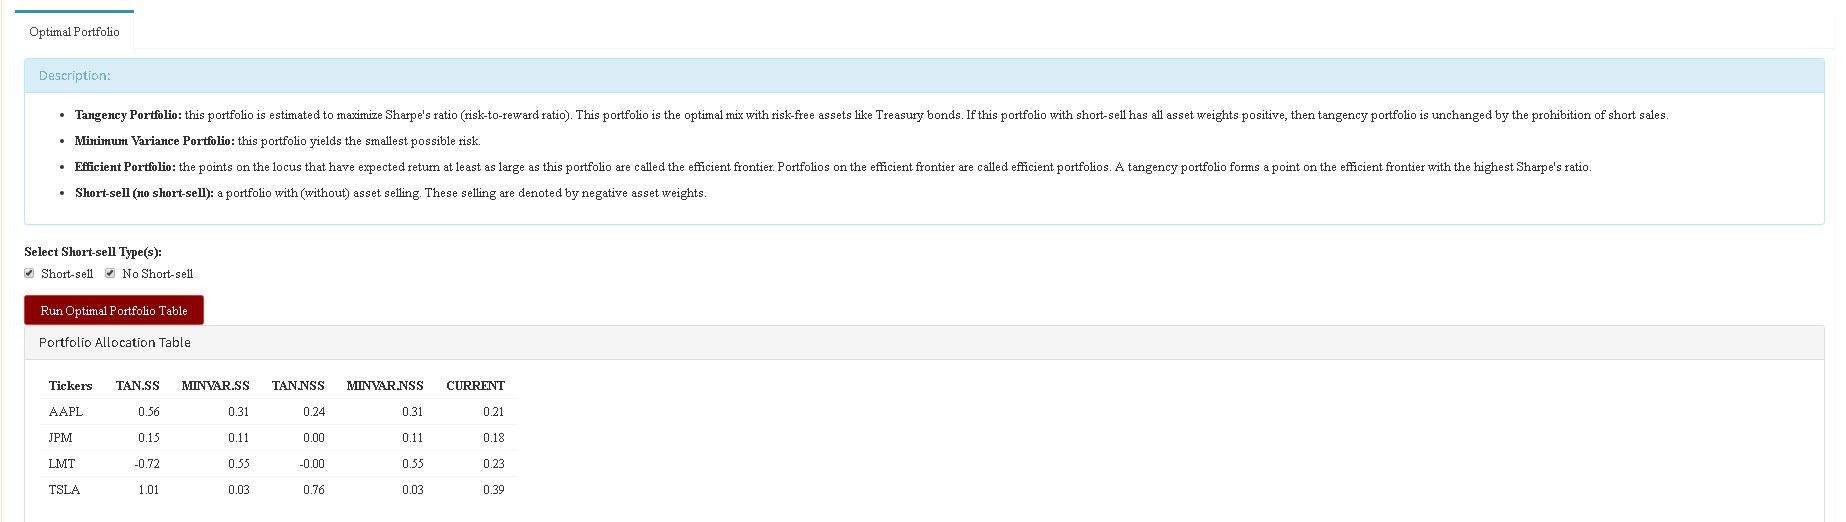 Optimal Portfolio
Description:
• Tangency Portfolio: this portfolio is estimated to maximize Sharpe's ratio (risk-to-reward ratio). This portfolio is the optimal mix with risk-free assets like Treasury bonds. If this portfolio with short-sell has all asset weights positive, then tangency portfolio is unchanged by the prohibition of short sales.
• Minimum Variance Portfolio: this portfolio yields the smallest possible risk.
• Efficient Portfolio: the points on the locus that have expected return at least as large as this portfolio are called the efficient frontier. Portfolios on the efficient frontier are called efficient portfolios. A tangency portfolio forms a point on the efficient frontier with the highest Sharpe's ratio.
• Short-sell (no short-sell): a portfolio with (without) asset selling. These selling are denoted by negative asset weights.
Select Short-sell Type(s):
Short-sell No Short-sell
Run Optimal Portfolio Table
Portfolio Allocation Table
Tickers TAN.SS MINVAR.SS TAN.NSS MINVAR.NSS CURRENT
AAPL 0.56 0.31 0.24 0.31 0.21
JPM 0.15 0.11 0.00 0.11 0.18
LMT -0.72 0.55 -0.00 0.55 0.23
TSLA 1.01 0.03 0.76 0.03 0.39